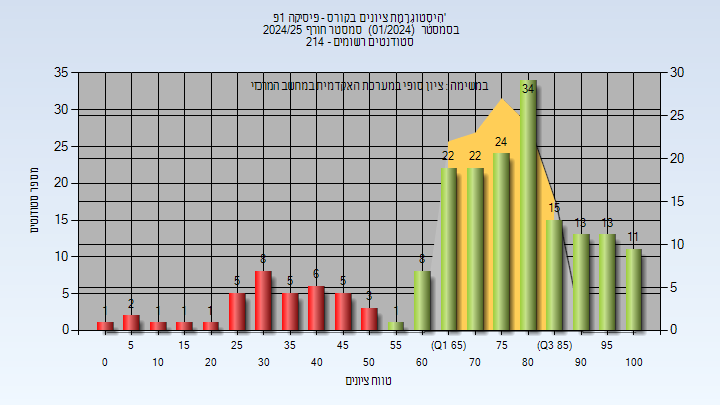 היסטוגרמת ציונים בקורס - פיסיקה 1פ'
בסמסטר (01/2024) סמסטר חורף 2024/25
סטודנטים רשומים - 214
במשימה : ציון סופי במערכת האקדמית במחשב המרכזי
מספר סטודנטים
35
30
25
20
15
10
5
0
30
25
20
15
10
5
0
1 2 1 1 1 5 8 5 6 5 3 1 8 22 22 24 34 15 13 13 11
5 15 25 35 45 55 (Q1 65) 75 (Q3 85) 95
0 10 20 30 40 50 60 70 80 90 100
טווח ציונים